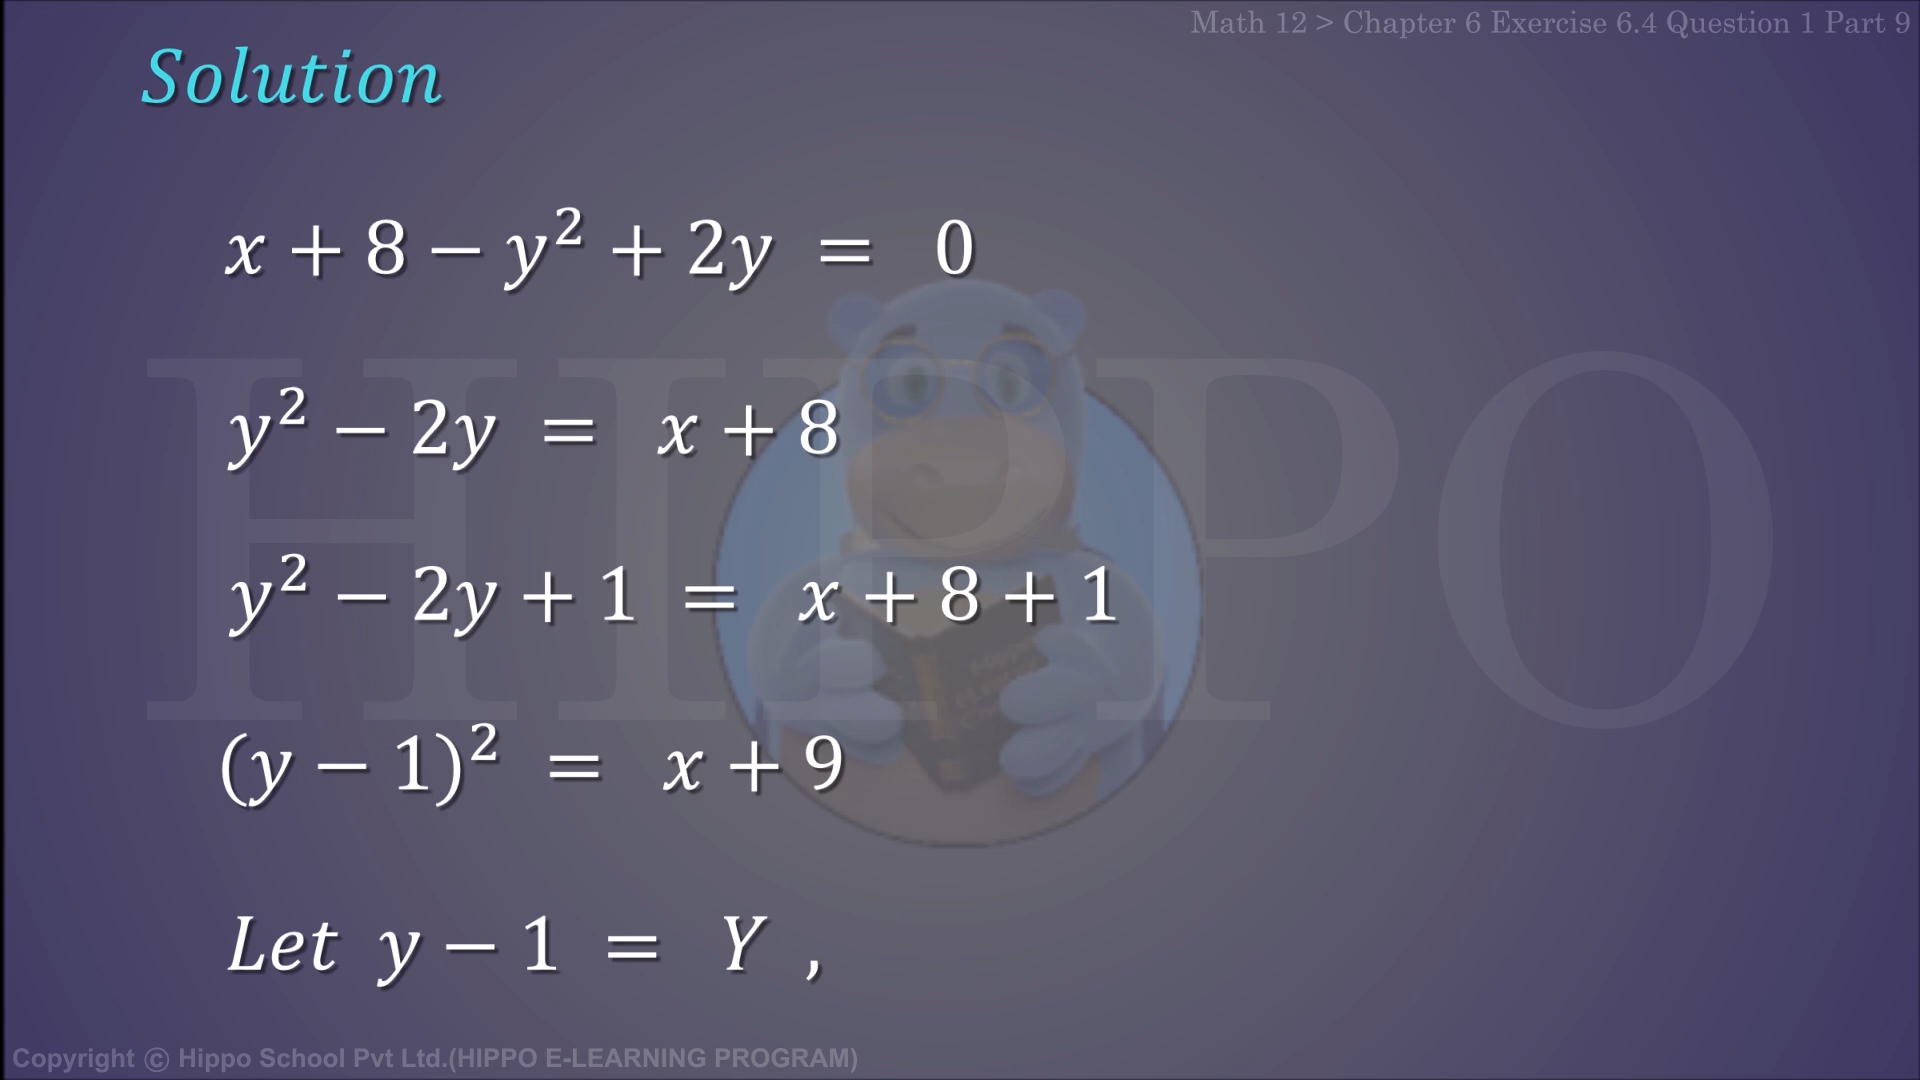 Math 12 > Chapter 6 Exercise 6.4 Question 1 Part 9
Solution
x + 8 − y² + 2y = 0
y² − 2y = x + 8
y² − 2y + 1 = x + 8 + 1
(y − 1)² = x + 9
Let y − 1 = Y ,
HIPPO
Copyright © Hippo School Pvt Ltd.(HIPPO E-LEARNING PROGRAM)